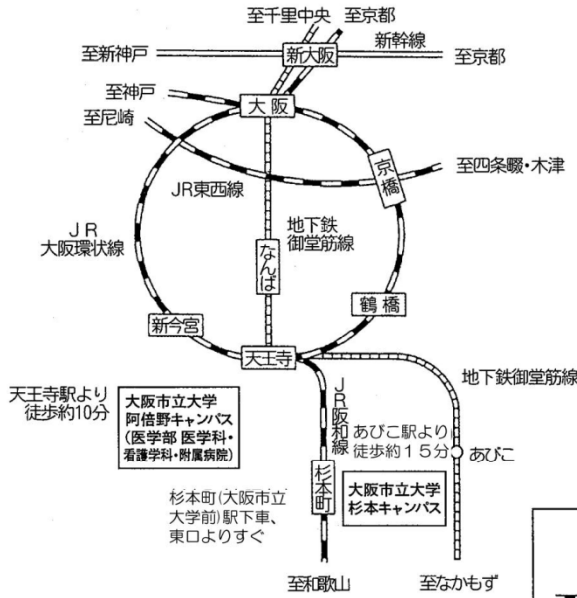 至千里中央
至京都
新幹線
至新神戸
新大阪
至京都
至神戸
大阪
至尼崎
京橋
至四条畷・木津
JR東西線
地下鉄
御堂筋線
JR
大阪環状線
なんば
鶴橋
新今宮
天王寺
地下鉄御堂筋線
天王寺駅より
徒歩約10分
大阪市立大学
阿倍野キャンパス
(医学部 医学科・
看護学科・附属病院)
JR阪和線
あびこ駅より
徒歩約15分
あびこ
杉本町
大阪市立大学
杉本キャンパス
杉本町(大阪市立
大学前)駅下車、
東口よりすぐ
至和歌山
至なかもず